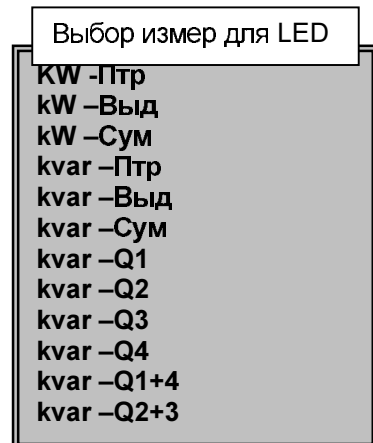 Выбор измер для LED
KW -Птр
kW –Выд
kW –Сум
kvar –Птр
kvar –Выд
kvar –Сум
kvar –Q1
kvar –Q2
kvar –Q3
kvar –Q4
kvar –Q1+4
kvar –Q2+3